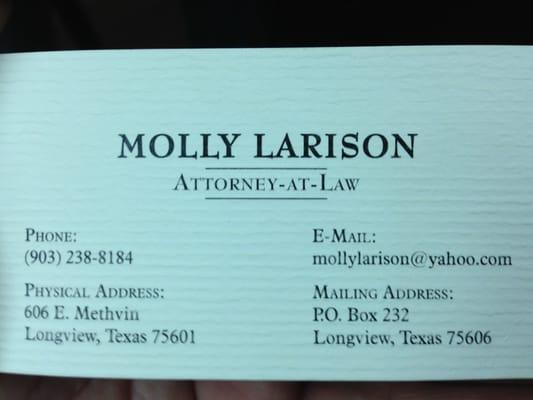 MOLLY LARISON
ATTORNEY-AT-LAW
PHONE:
(903) 238-8184
E-MAIL:
mollylarison@yahoo.com
PHYSICAL ADDRESS:
606 E. Methvin
Longview, Texas 75601
MAILING ADDRESS:
P.O. Box 232
Longview, Texas 75606